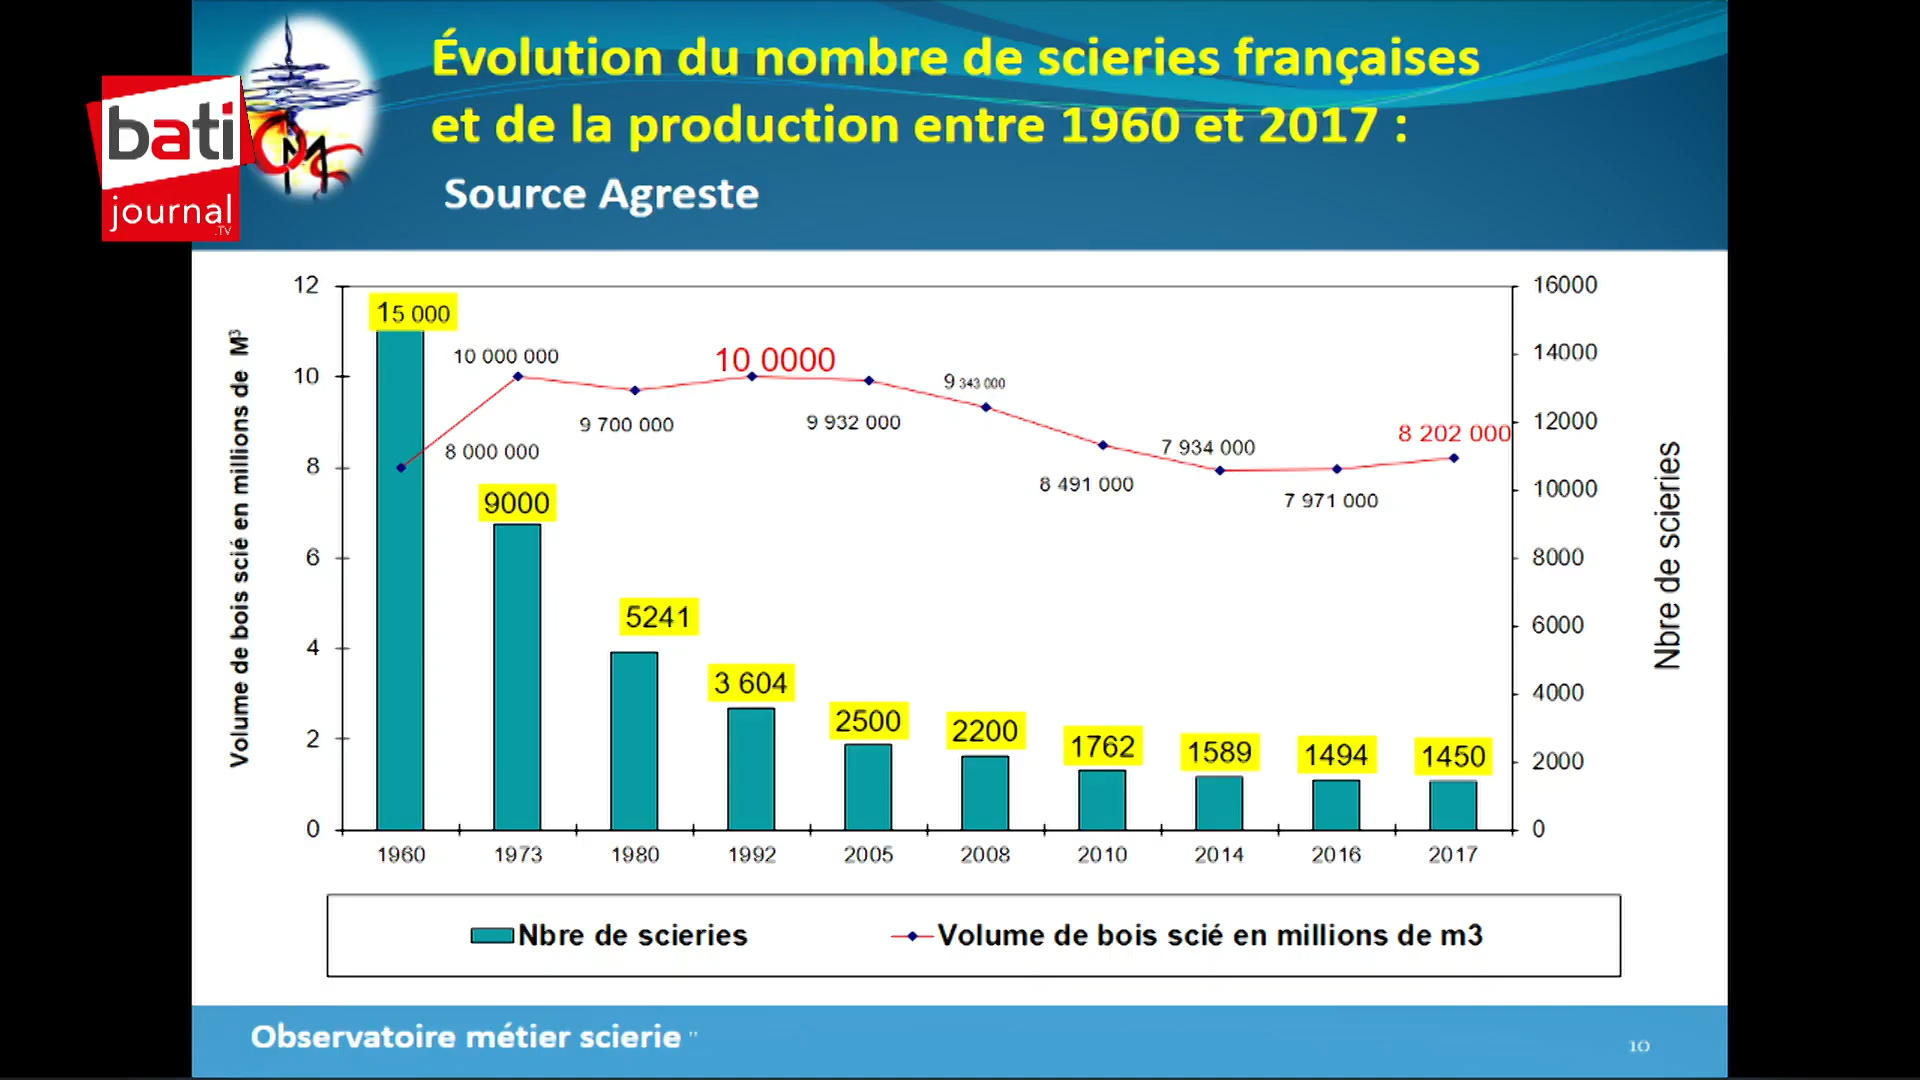 bati
journal
.TV
OMS
Évolution du nombre de scieries françaises
et de la production entre 1960 et 2017 :
Source Agreste
Volume de bois scié en millions de M³
12
10
8
6
4
2
0
16000
14000
12000
10000
8000
6000
4000
2000
0
Nbre de scieries
15 000
9000
5241
3 604
2500
2200
1762
1589
1494
1450
8 000 000
10 000 000
9 700 000
10 0000
9 932 000
9 343 000
8 491 000
7 934 000
7 971 000
8 202 000
1960 1973 1980 1992 2005 2008 2010 2014 2016 2017
Nbre de scieries
Volume de bois scié en millions de m3
Observatoire métier scierie "
10